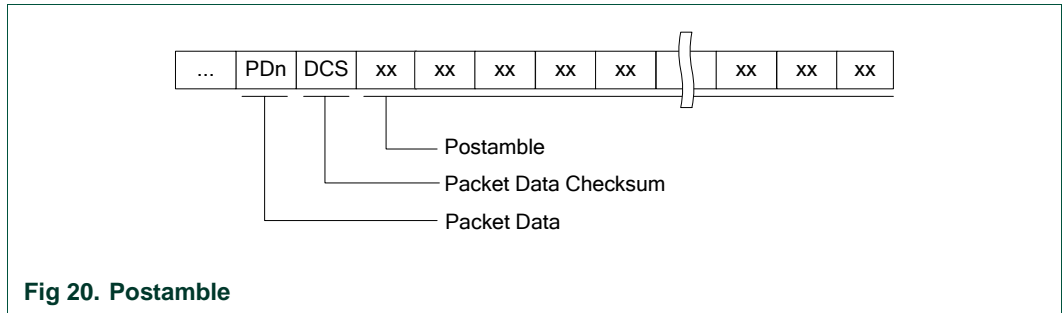 ... PDn DCS xx xx xx xx xx xx xx xx
Postamble
Packet Data Checksum
Packet Data
Fig 20. Postamble